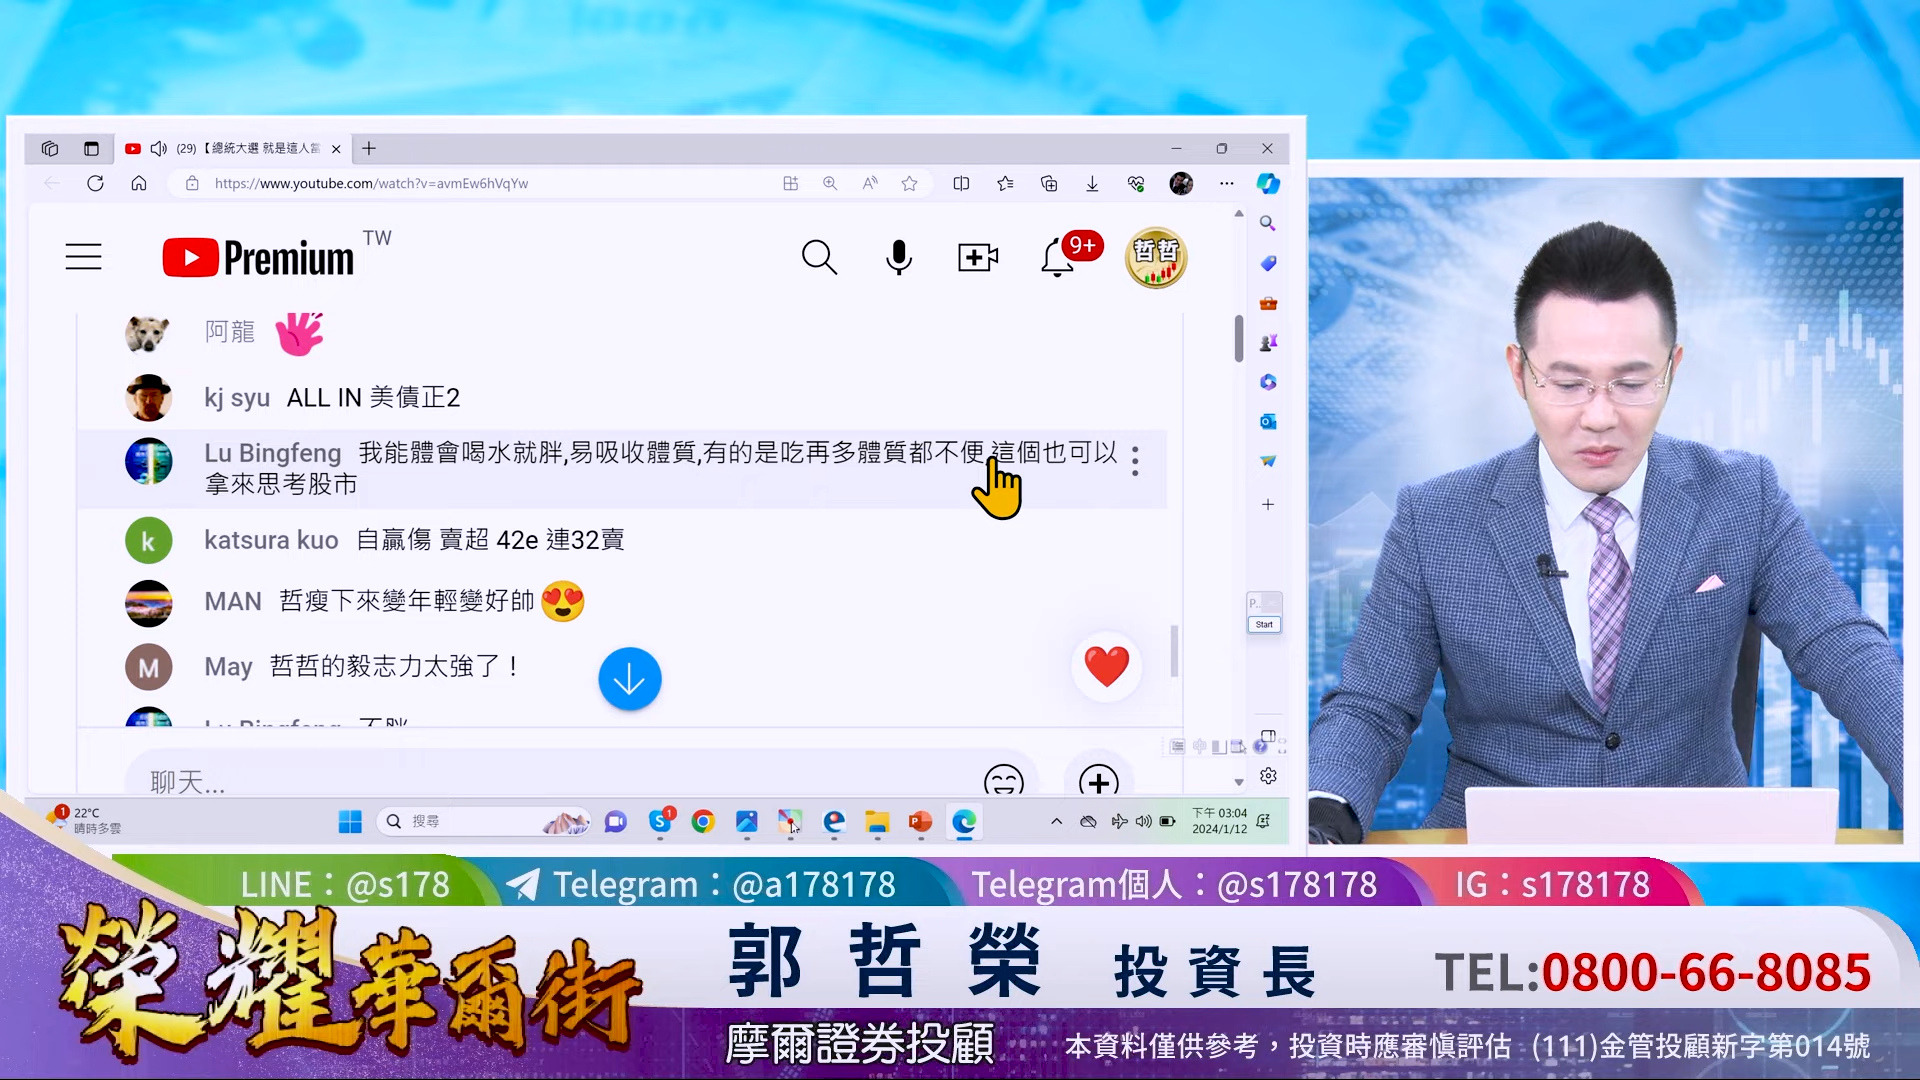 (29)【總統大選 就是這人當
https://www.youtube.com/watch?v=avmEw6hVqYw
Premium TW
9+
哲哲
阿龍
kj syu ALL IN 美債正2
Lu Bingfeng 我能體會喝水就胖,易吸收體質,有的是吃再多體質都不便,這個也可以
拿來思考股市
k katsura kuo 自贏傷 賣超 42e 連32賣
MAN 哲瘦下來變年輕變好帥
M May 哲哲的毅志力太強了！
Lu Bingfeng 不胖
聊天...
Start
1 22°C
晴時多雲
搜尋
1
下午 03:04
2024/1/12
LINE：@s178
Telegram：@a178178
Telegram個人：@s178178
IG：s178178
榮耀華爾街
郭哲榮 投資長
TEL:0800-66-8085
摩爾證券投顧
本資料僅供參考，投資時應審慎評估 (111)金管投顧新字第014號